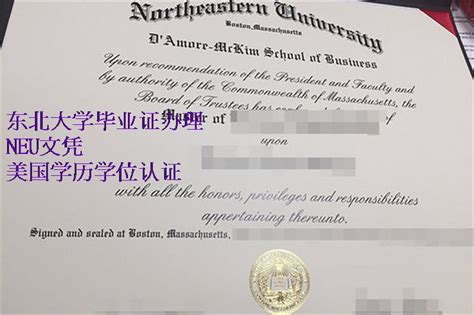 Northeastern University
Boston, Massachusetts
D'Amore-McKim School of Business
Upon recommendation of the President and Faculty and
by authority of the Commonwealth of Massachusetts, the
Board of Trustees has
Master of
东北大学毕业证办理
NEU文凭
upon
美国学历学位认证
with all the honors, privileges and responsibilities
appertaining thereunto.
Signed and sealed at Boston, Massachusetts,